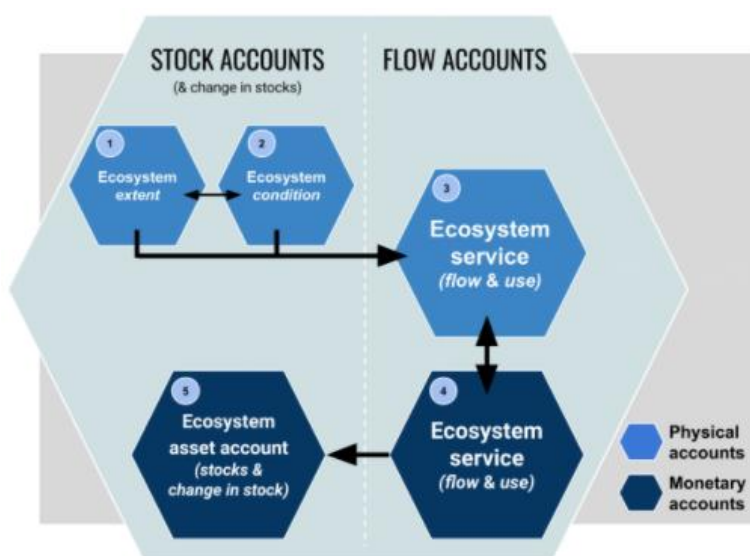 STOCK ACCOUNTS
(& change in stocks)
FLOW ACCOUNTS
1
Ecosystem
extent
2
Ecosystem
condition
3
Ecosystem
service
(flow & use)
5
Ecosystem
asset account
(stocks &
change in stock)
4
Ecosystem
service
(flow & use)
Physical
accounts
Monetary
accounts